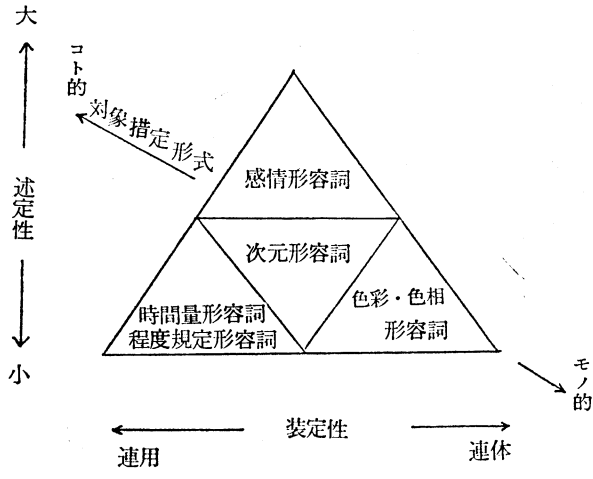 大
コト的
対象措定形式
述定性
小
感情形容詞
次元形容詞
時間量形容詞
程度規定形容詞
色彩・色相
形容詞
モノ的
装定性
連用
連体